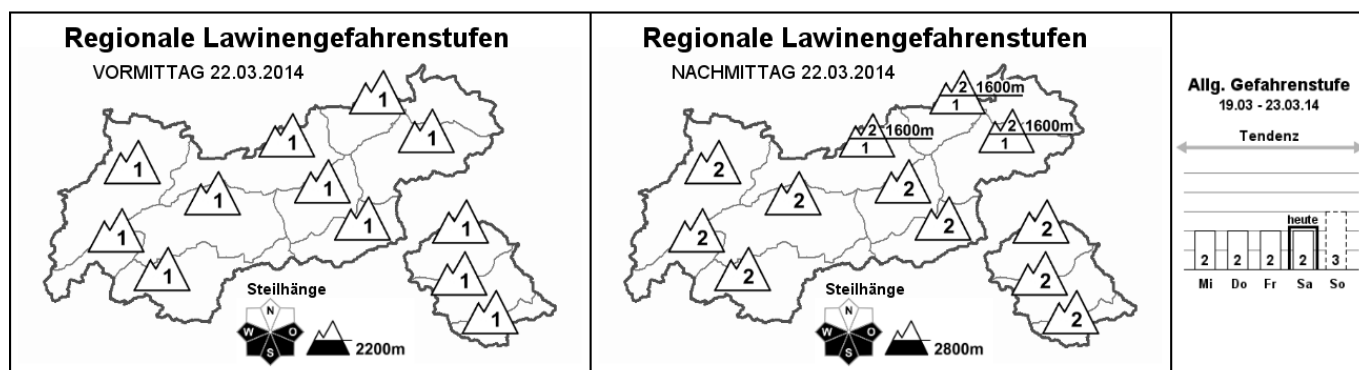 Regionale Lawinengefahrenstufen
VORMITTAG 22.03.2014
1
1
1
1
1
1
1
1
1
1
1
1
Steilhänge
N
W O
S
2200m
Regionale Lawinengefahrenstufen
NACHMITTAG 22.03.2014
2 1600m
1
2 1600m
1
2 1600m
1
2
2
2
2
2
2
2
2
2
Steilhänge
N
W O
S
2800m
Allg. Gefahrenstufe
19.03 - 23.03.14
Tendenz
heute
2 2 2 2 3
Mi Do Fr Sa So